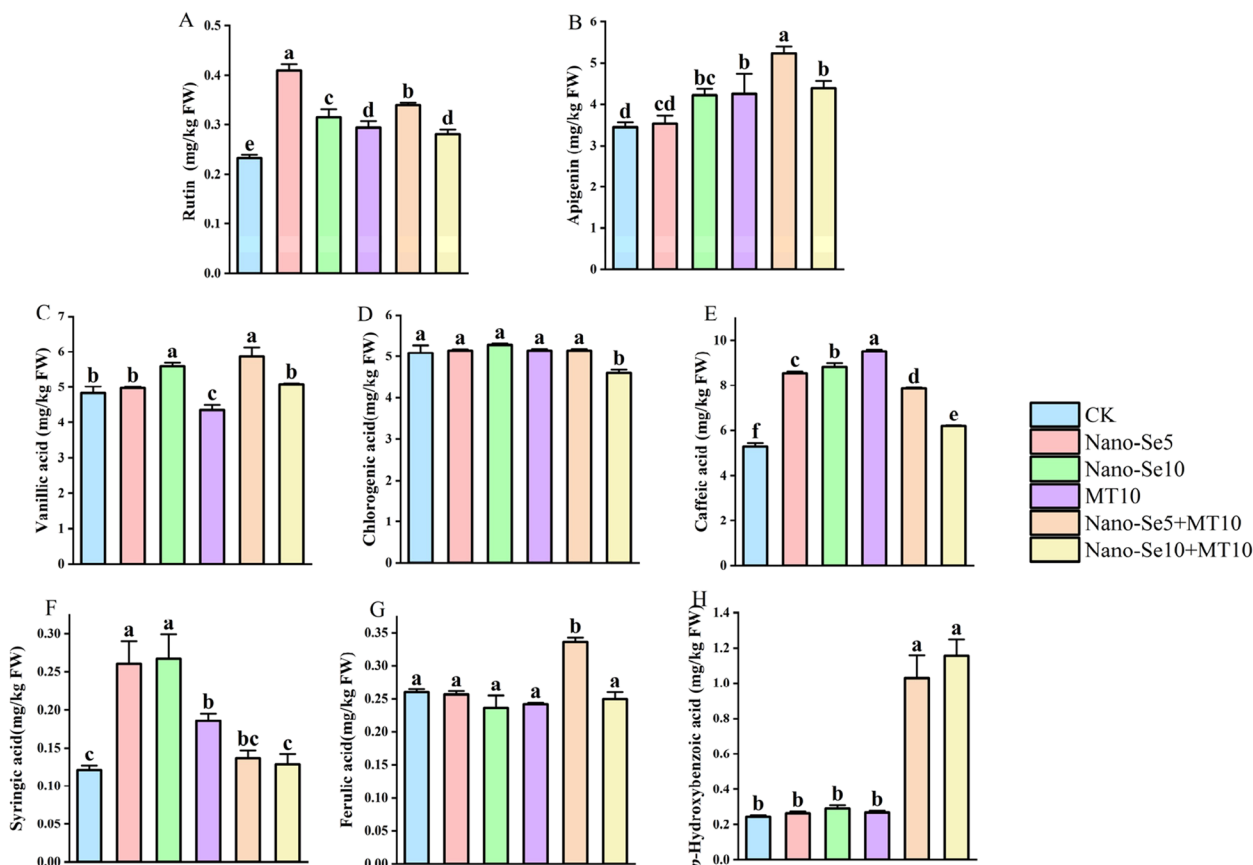 A
Rutin (mg/kg FW)
0.5
0.4
0.3
0.2
0.1
0.0
e
a
c
d
b
d
B
Apigenin (mg/kg FW)
6
5
4
3
2
1
0
d
cd
bc
b
a
b
C
Vanillic acid (mg/kg FW)
7
6
5
4
3
2
1
0
b
b
a
c
a
b
D
Chlorogenic acid(mg/kg FW)
6
5
4
3
2
1
0
a
a
a
a
a
b
E
Caffeic acid (mg/kg FW)
10
8
6
4
2
0
f
c
b
a
d
e
CK
Nano-Se5
Nano-Se10
MT10
Nano-Se5+MT10
Nano-Se10+MT10
F
Syringic acid(mg/kg FW)
0.30
0.25
0.20
0.15
0.10
0.05
0.00
c
a
a
b
bc
c
G
Ferulic acid(mg/kg FW)
0.35
0.30
0.25
0.20
0.15
0.10
0.05
0.00
a
a
a
a
b
a
H
p-Hydroxybenzoic acid (mg/kg FW)
1.4
1.2
1.0
0.8
0.6
0.4
0.2
0.0
b
b
b
b
a
a